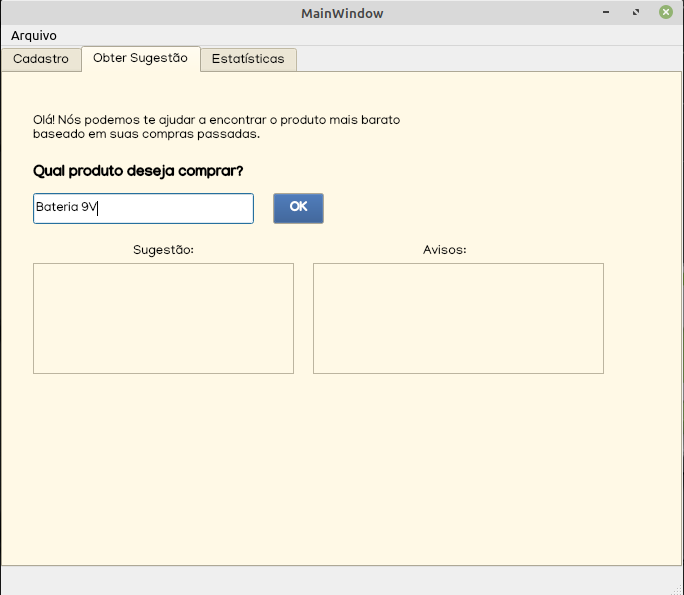 MainWindow
Arquivo
Cadastro Obter Sugestão Estatísticas
Olá! Nós podemos te ajudar a encontrar o produto mais barato
baseado em suas compras passadas.
Qual produto deseja comprar?
Bateria 9V OK
Sugestão: Avisos: